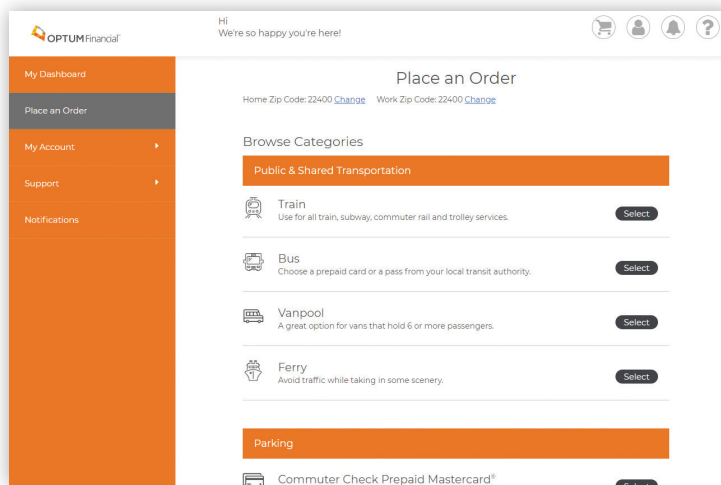 Hi
We're so happy you're here!
OPTUM Financial
My Dashboard
Place an Order
My Account
Support
Notifications
Place an Order
Home Zip Code: 22400 Change Work Zip Code: 22400 Change
Browse Categories
Public & Shared Transportation
Train
Use for all train, subway, commuter rail and trolley services.
Select
Bus
Choose a prepaid card or a pass from your local transit authority.
Select
Vanpool
A great option for vans that hold 6 or more passengers.
Select
Ferry
Avoid traffic while taking in some scenery.
Select
Parking
Commuter Check Prepaid Mastercard®
Select